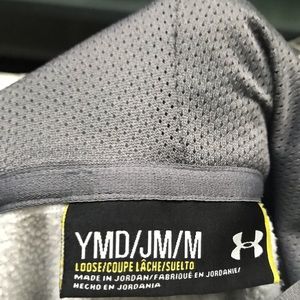 YMD/JM/M
LOOSE/COUPE LÂCHE/SUELTO
MADE IN JORDAN/FABRIQUÉ EN JORDANIE/
HECHO EN JORDANIA